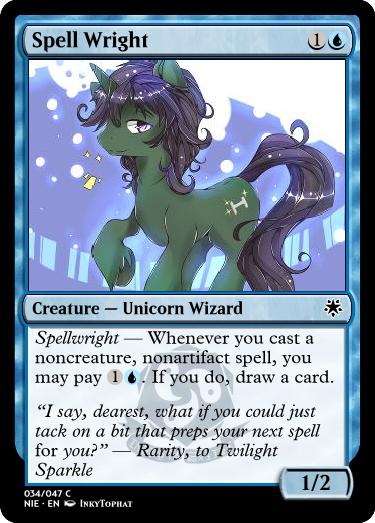 Spell Wright 1
Creature — Unicorn Wizard
Spellwright — Whenever you cast a
noncreature, nonartifact spell, you
may pay 1. If you do, draw a card.
“I say, dearest, what if you could just
tack on a bit that preps your next spell
for you?” — Rarity, to Twilight
Sparkle
1/2
034/047 C
NIE • EN InkyTophat